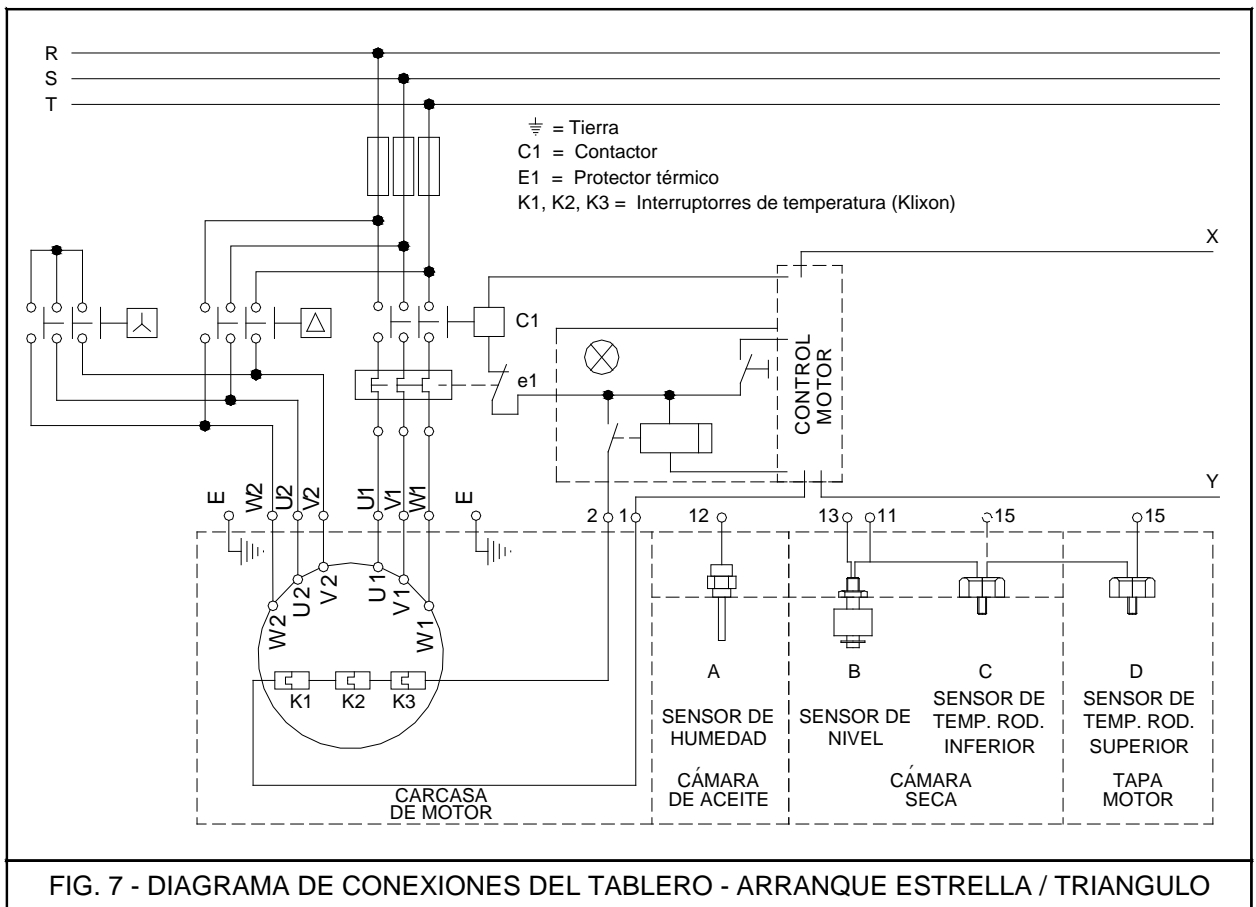 R
S
T
= Tierra
C1 = Contactor
E1 = Protector térmico
K1, K2, K3 = Interruptorres de temperatura (Klixon)
X
C1
e1
CONTROL
MOTOR
Y
E
W2
U2
V2
U1
V1
W1
E
2
1
12
13
11
15
15
W2
U2
V2
U1
V1
W1
K1
K2
K3
A
B
C
D
SENSOR DE
HUMEDAD
SENSOR DE
NIVEL
SENSOR DE
TEMP. ROD.
INFERIOR
SENSOR DE
TEMP. ROD.
SUPERIOR
CARCASA
DE MOTOR
CÁMARA
DE ACEITE
CÁMARA
SECA
TAPA
MOTOR
FIG. 7 - DIAGRAMA DE CONEXIONES DEL TABLERO - ARRANQUE ESTRELLA / TRIANGULO